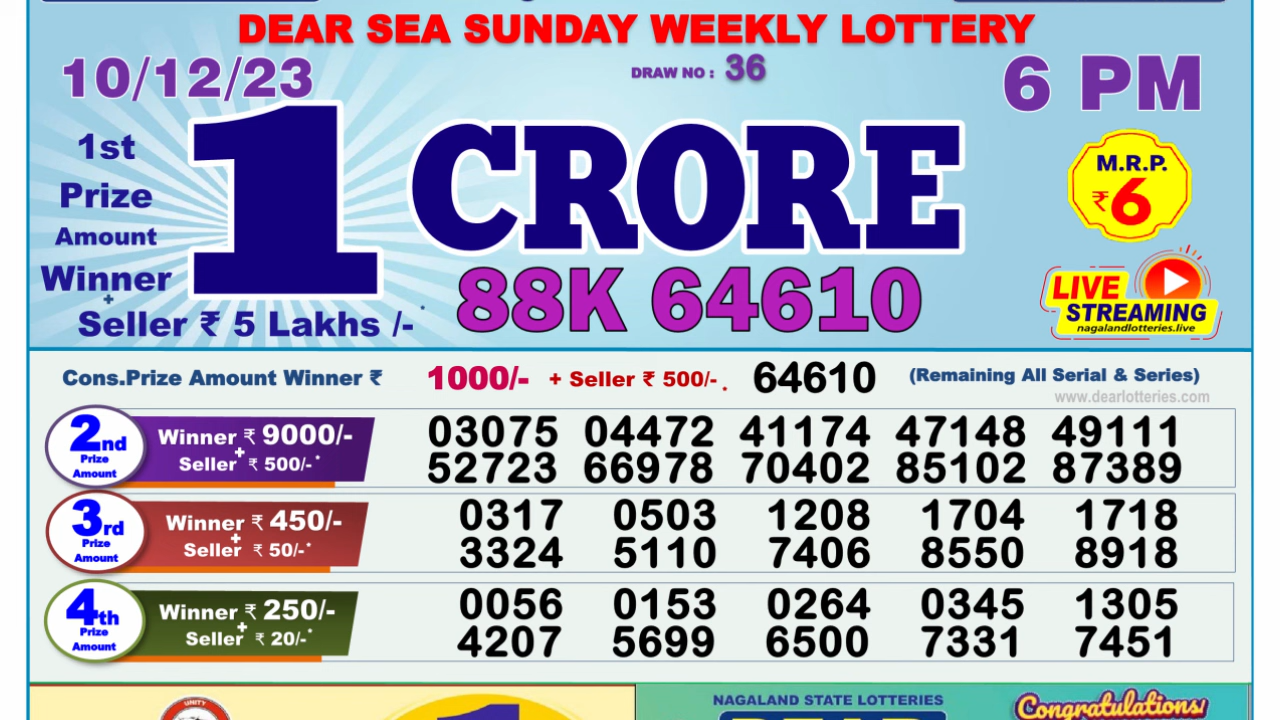 DEAR SEA SUNDAY WEEKLY LOTTERY
10/12/23
DRAW NO : 36
6 PM
1st
Prize
Amount
Winner
+
Seller ₹ 5 Lakhs /-
1 CRORE
88K 64610
M.R.P.
₹6
LIVE
STREAMING
nagalandlotteries.live
Cons.Prize Amount Winner ₹ 1000/- + Seller ₹ 500/- . 64610 (Remaining All Serial & Series)
www.dearlotteries.com
2nd
Prize
Amount
Winner ₹ 9000/-
+
Seller ₹ 500/-*
03075 04472 41174 47148 49111
52723 66978 70402 85102 87389
3rd
Prize
Amount
Winner ₹ 450/-
+
Seller ₹ 50/-*
0317 0503 1208 1704 1718
3324 5110 7406 8550 8918
4th
Prize
Amount
Winner ₹ 250/-
+
Seller ₹ 20/-*
0056 0153 0264 0345 1305
4207 5699 6500 7331 7451
UNITY
1
NAGALAND STATE LOTTERIES
DEAR
Congratulations!